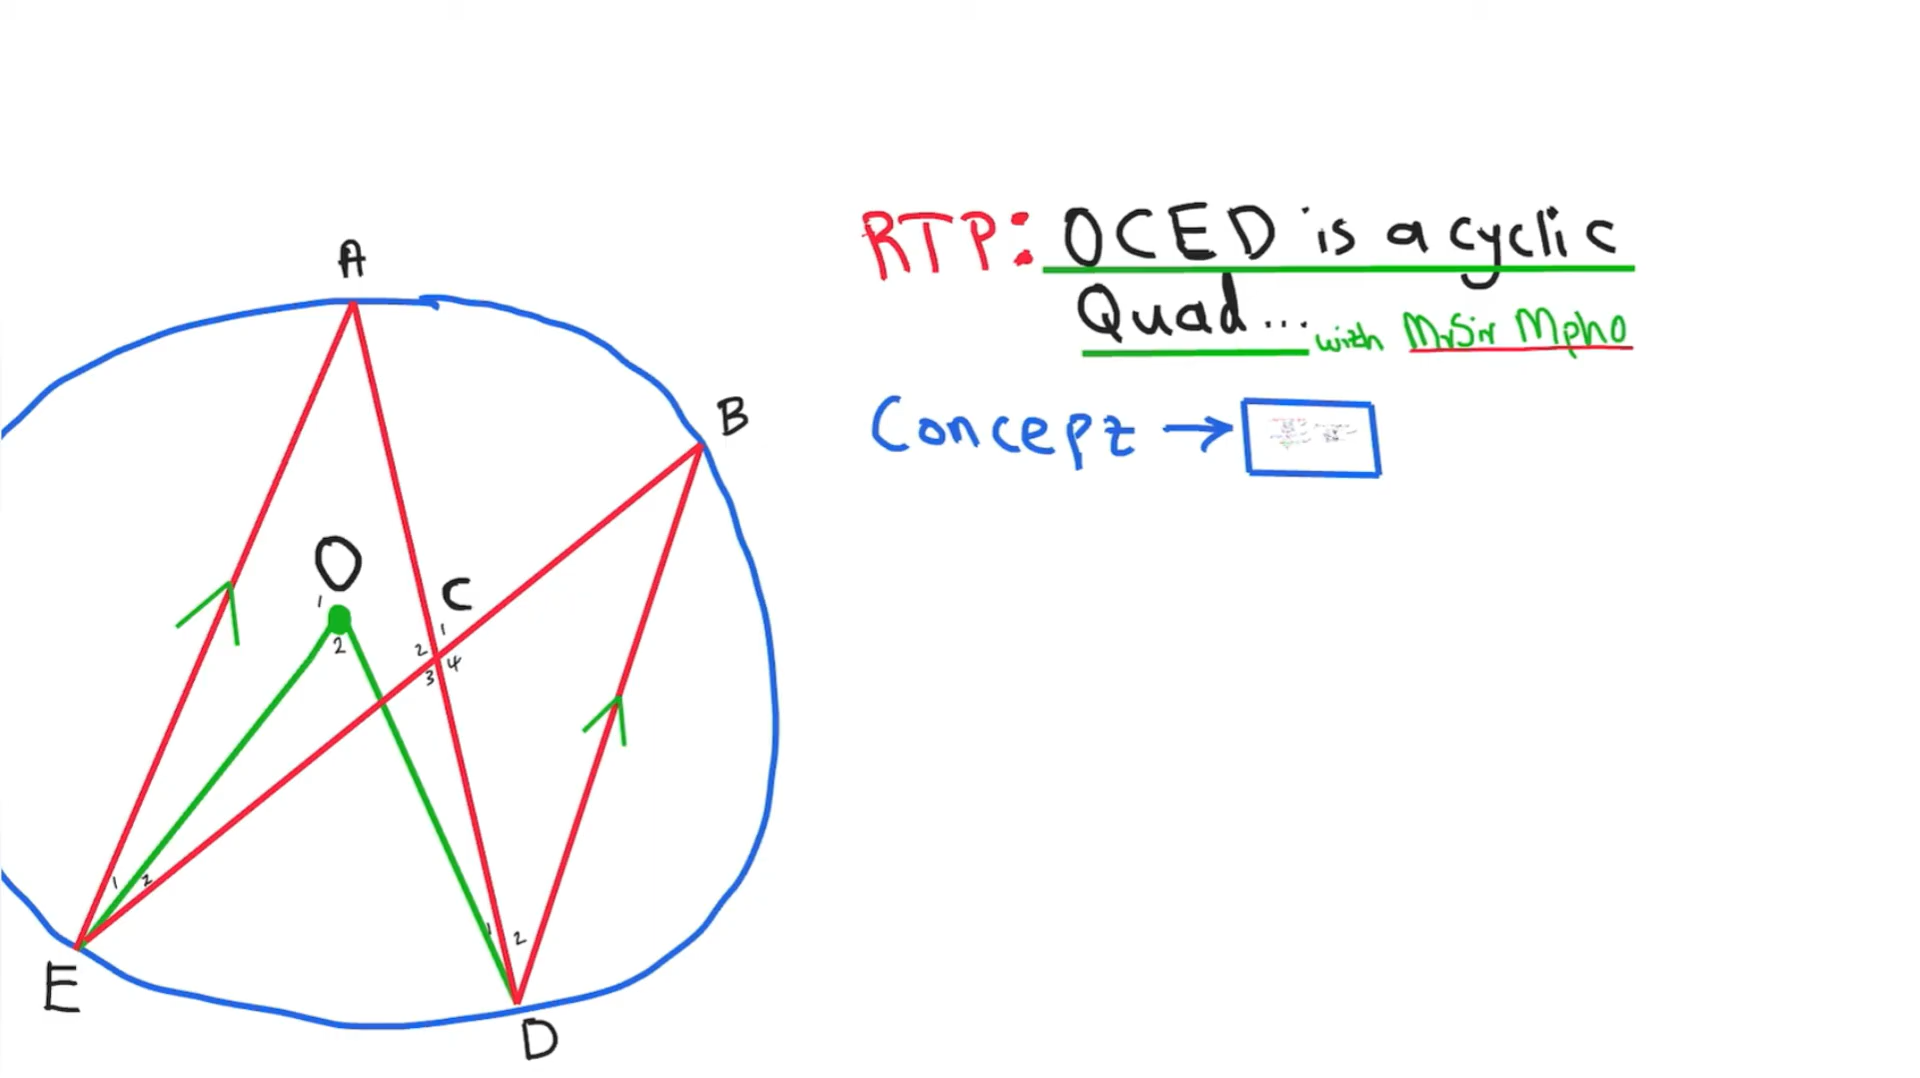 RTP: OCED is a cyclic
Quad... with MrSir Mpho
Concept →
A
B
O
1
2
C
1
2
3
4
1
2
1
2
E
D